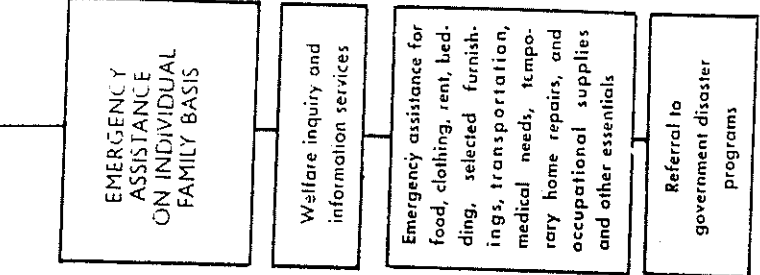 EMERGENCY
ASSISTANCE
ON INDIVIDUAL
FAMILY BASIS
Welfare inquiry and
information services
Emergency assistance for
food, clothing, rent, bed-
ding, selected furnish-
ings, transportation,
medical needs, tempo-
rary home repairs, and
occupational supplies
and other essentials
Referral to
government disaster
programs